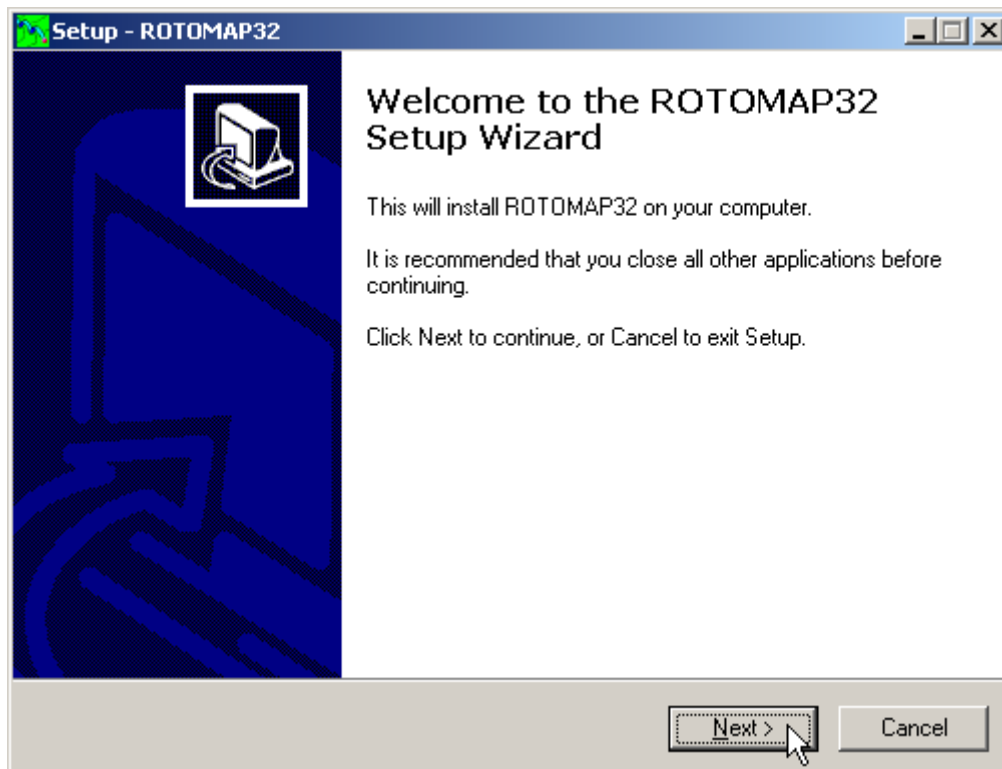 Setup - ROTOMAP32
Welcome to the ROTOMAP32
Setup Wizard
This will install ROTOMAP32 on your computer.
It is recommended that you close all other applications before
continuing.
Click Next to continue, or Cancel to exit Setup.
Next >
Cancel